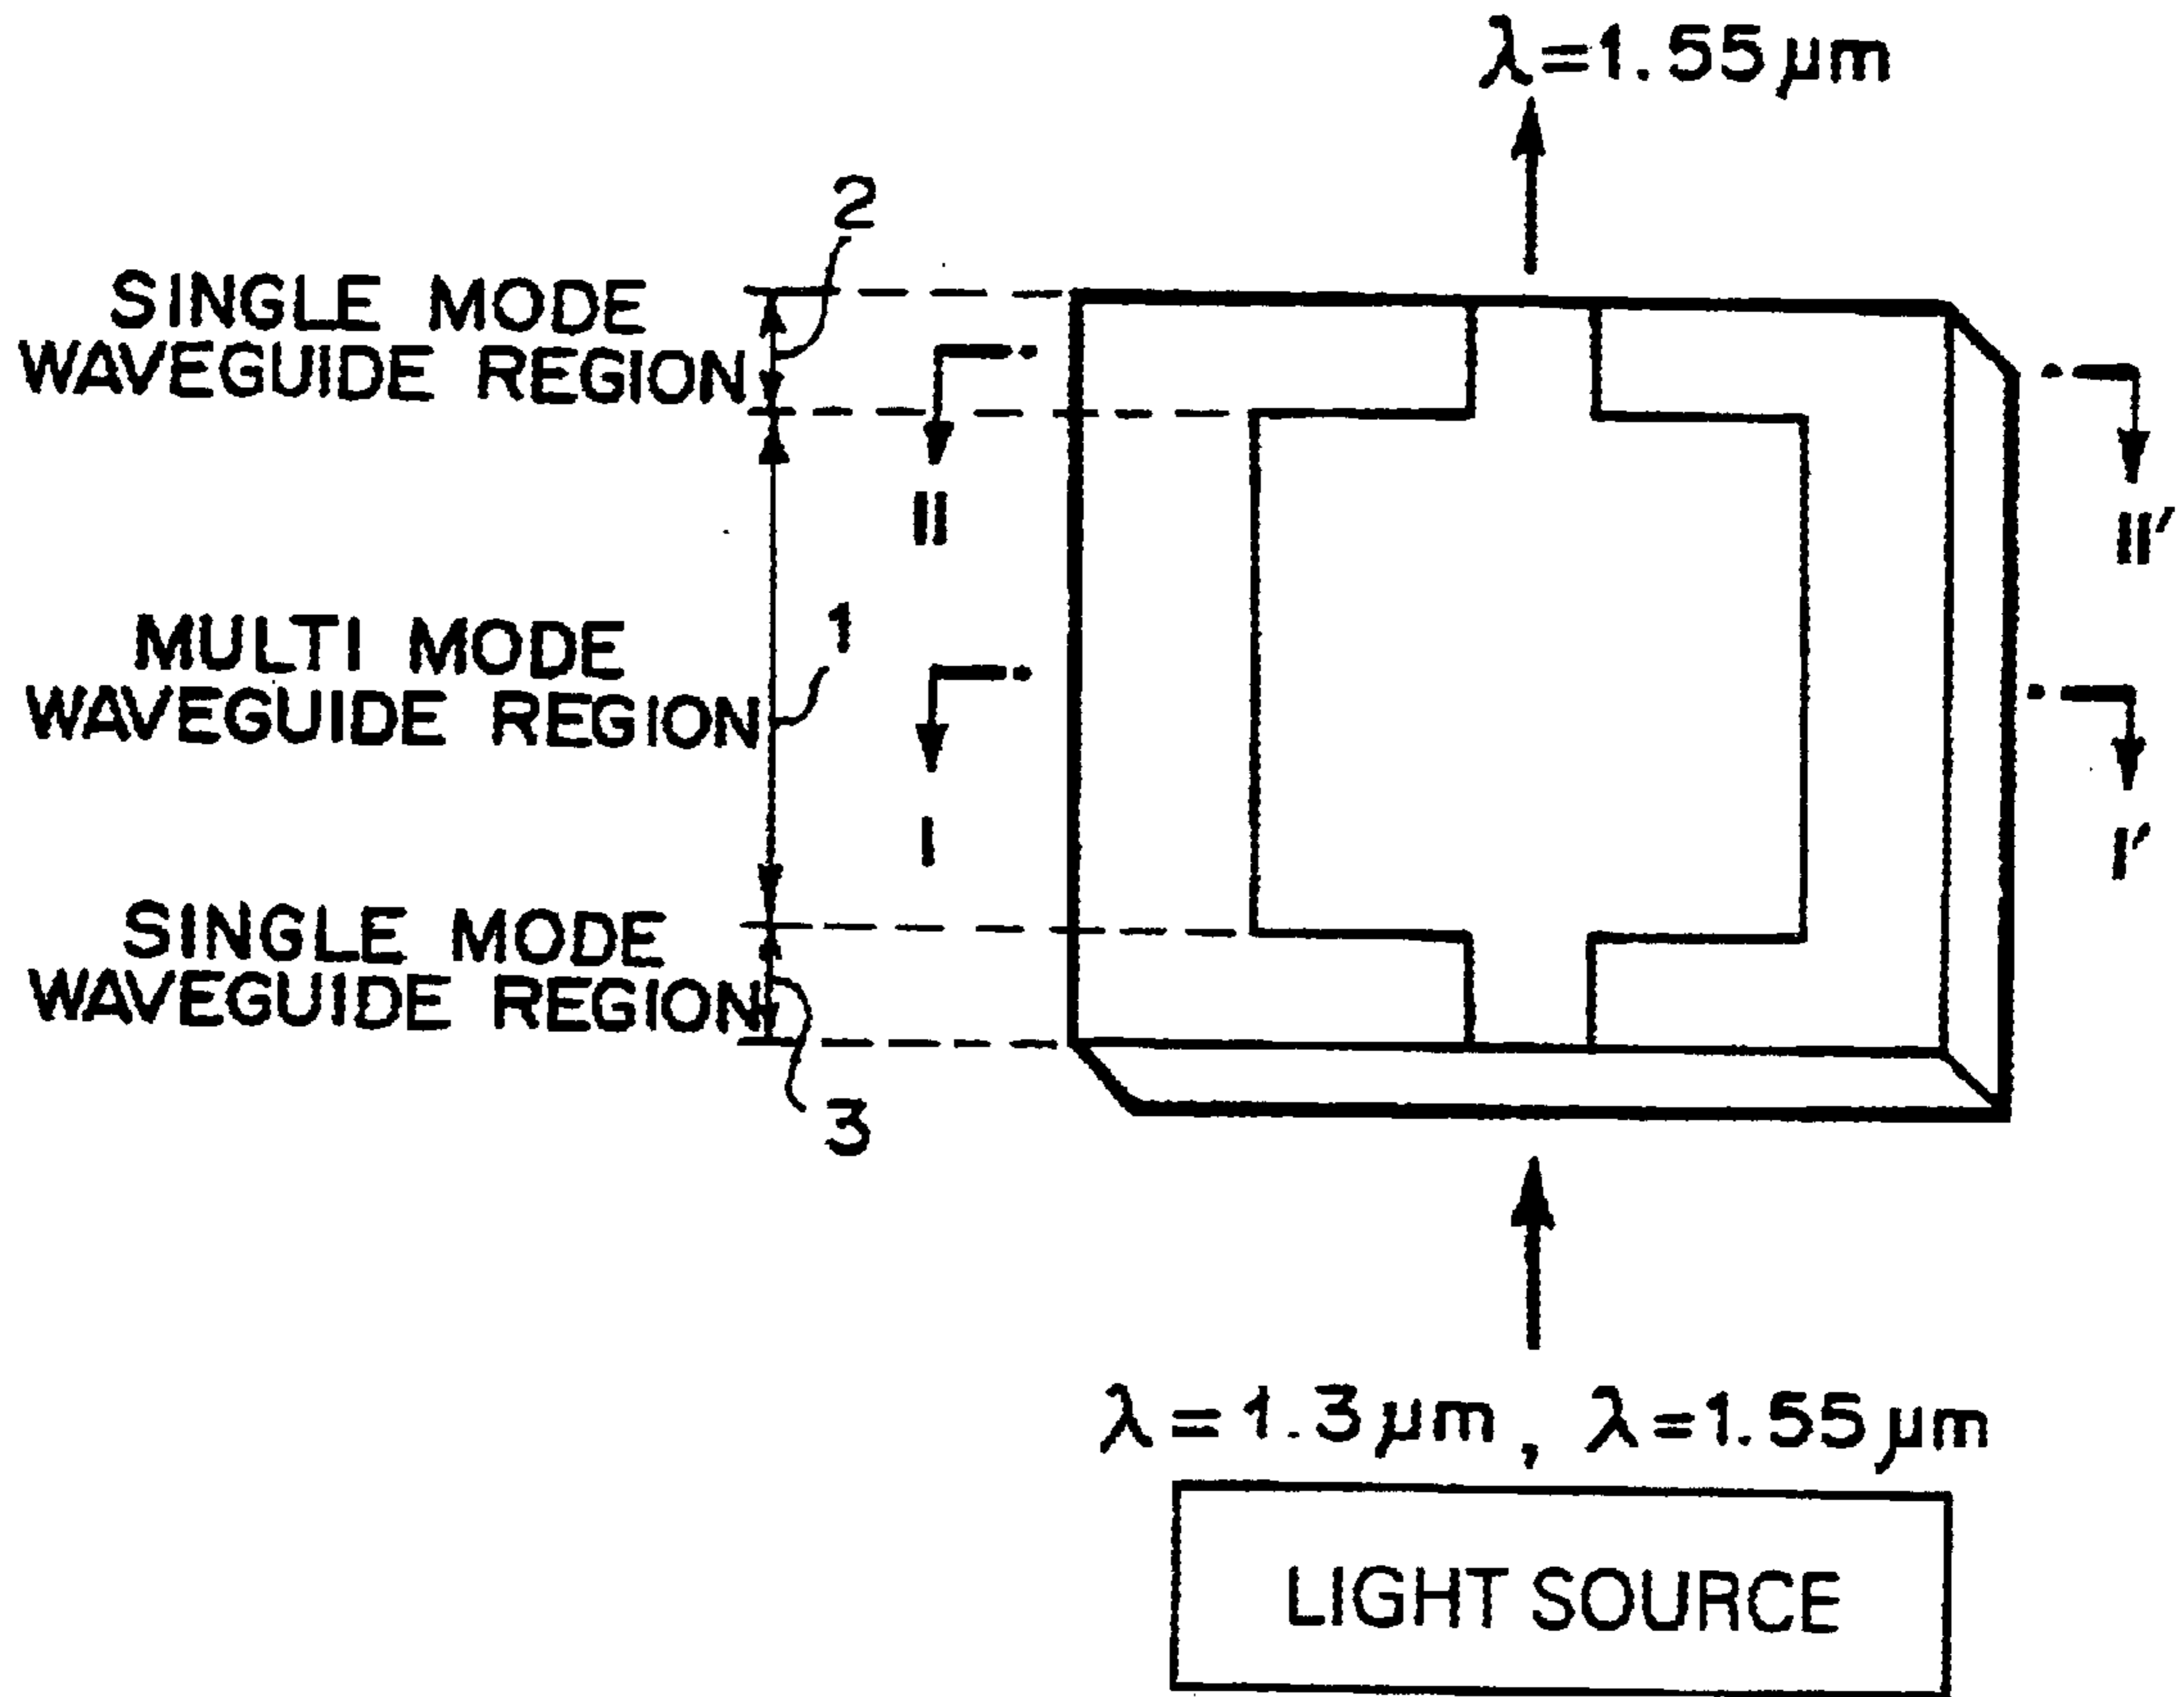 λ=1.55μm
2
SINGLE MODE
WAVEGUIDE REGION
II
II′
MULTI MODE
WAVEGUIDE REGION
1
I
I′
SINGLE MODE
WAVEGUIDE REGION
3
λ=1.3μm, λ=1.55μm
LIGHT SOURCE